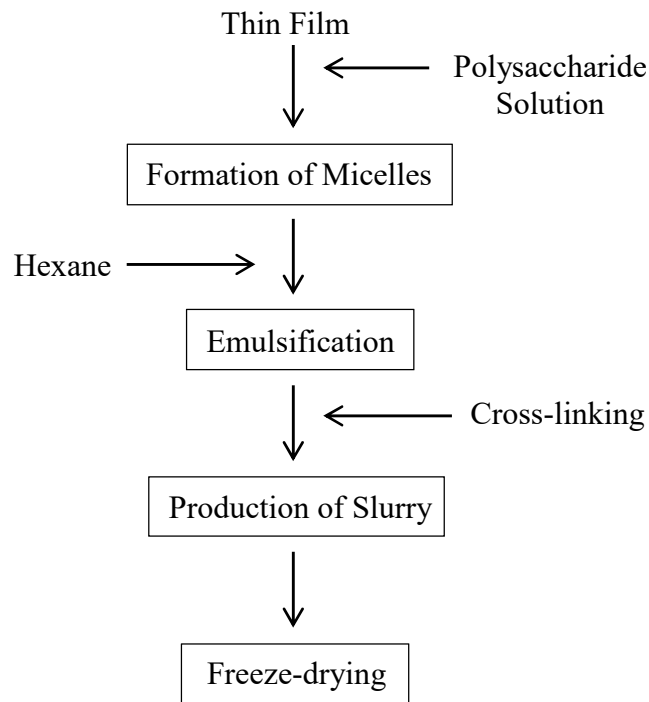 Thin Film
Polysaccharide
Solution
Formation of Micelles
Hexane
Emulsification
Cross-linking
Production of Slurry
Freeze-drying